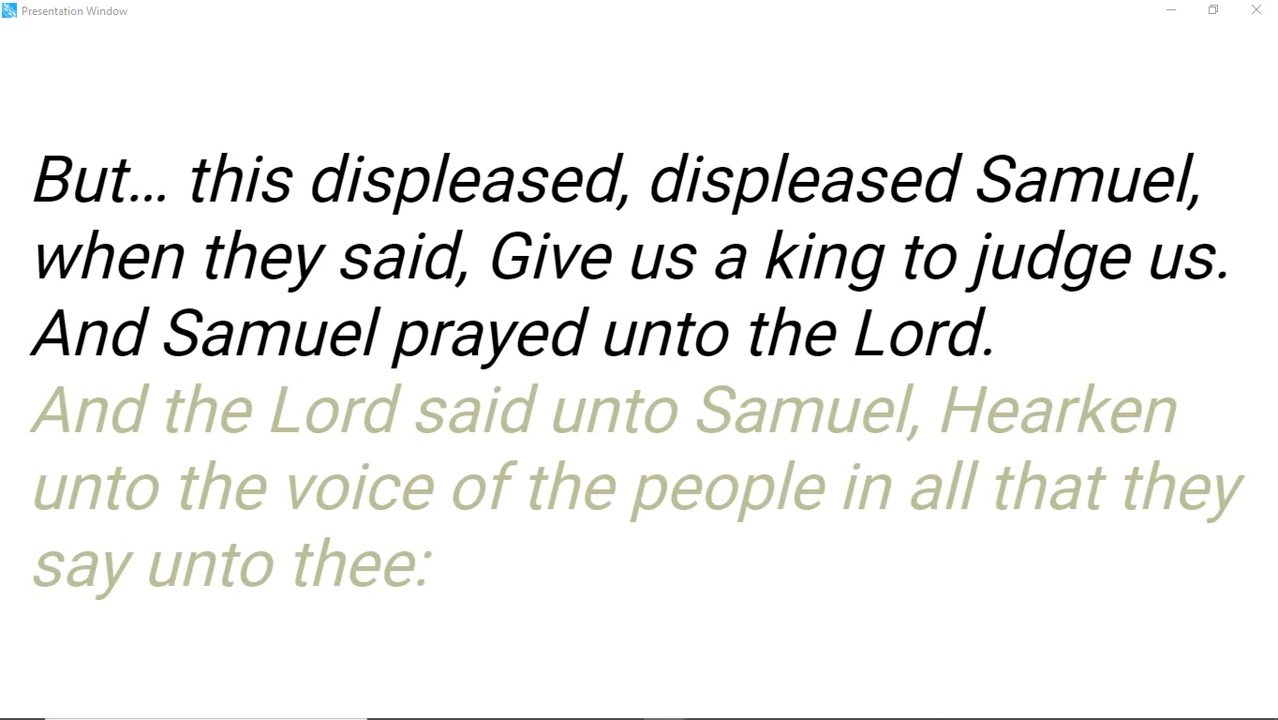 Presentation Window
But... this displeased, displeased Samuel,
when they said, Give us a king to judge us.
And Samuel prayed unto the Lord.
And the Lord said unto Samuel, Hearken
unto the voice of the people in all that they
say unto thee: